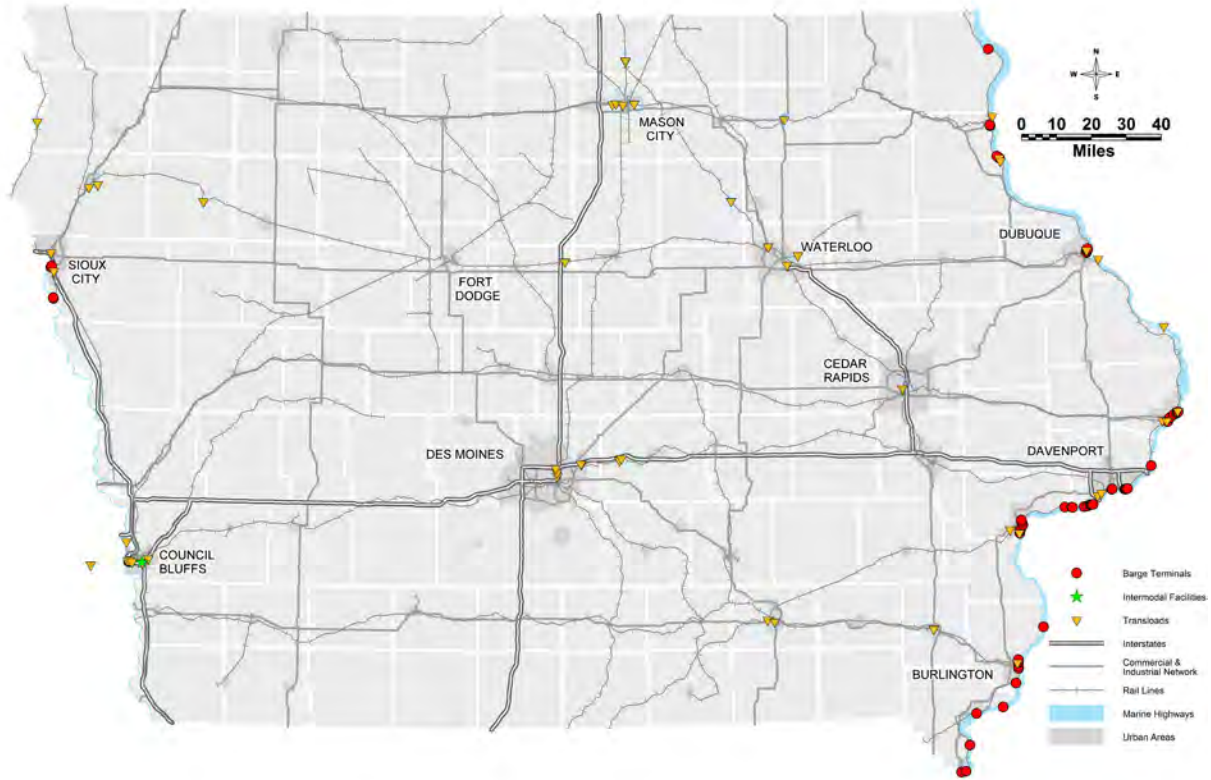 N
W E
S
0 10 20 30 40
Miles
MASON
CITY
DUBUQUE
WATERLOO
SIOUX
CITY
FORT
DODGE
CEDAR
RAPIDS
DES MOINES
DAVENPORT
COUNCIL
BLUFFS
BURLINGTON
Barge Terminals
Intermodal Facilities
Transloads
Interstates
Commercial &
Industrial Network
Rail Lines
Marine Highways
Urban Areas